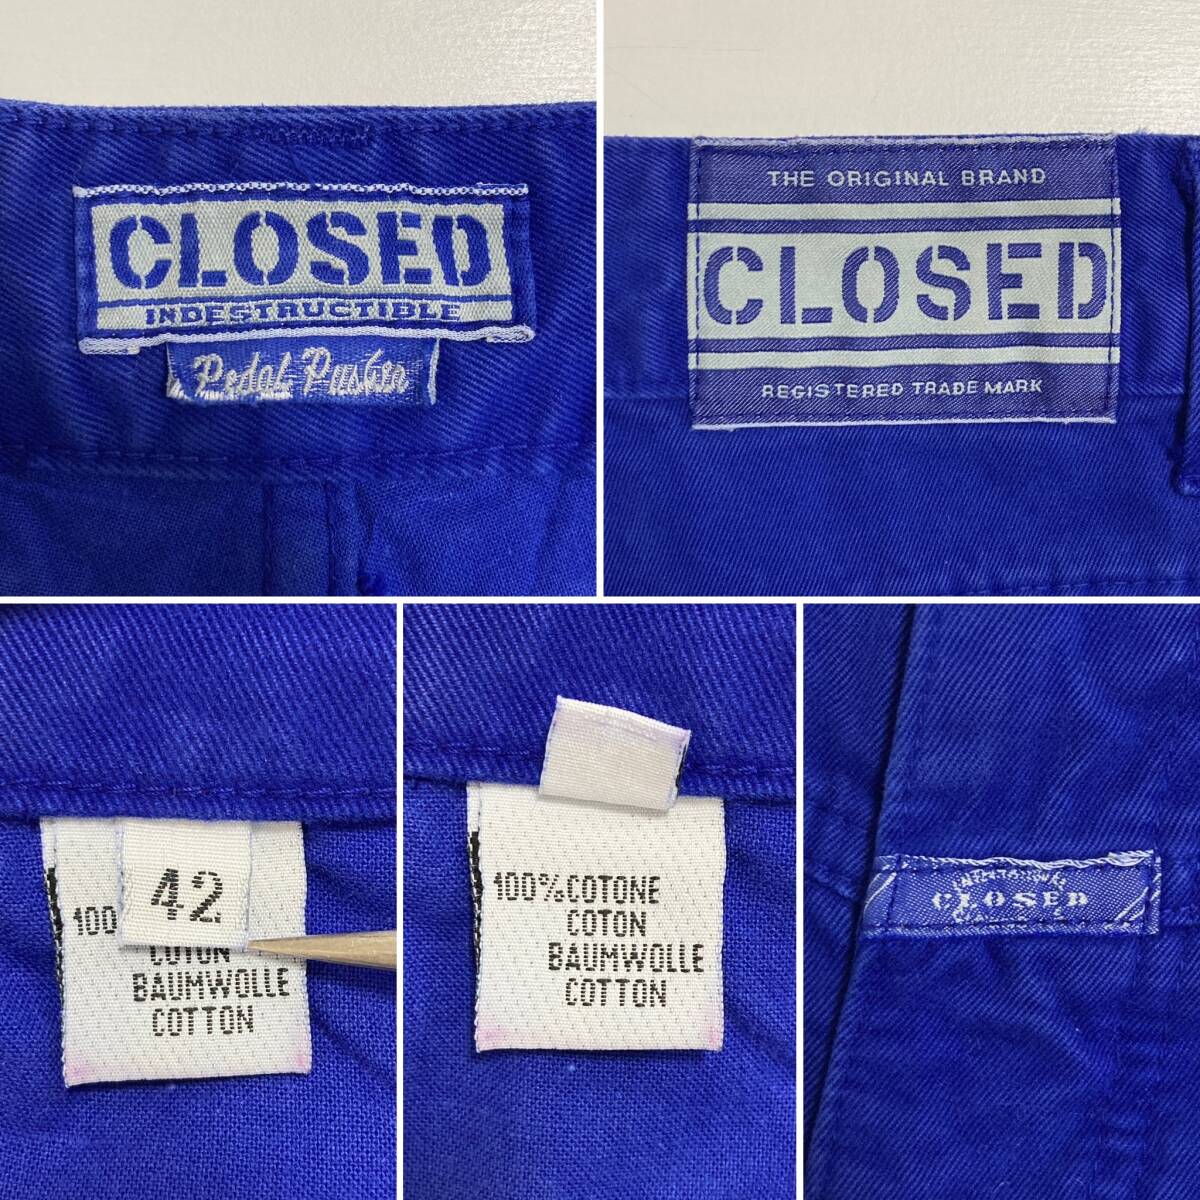 CLOSED
INDESTRUCTIBLE
Pedal Pusher
THE ORIGINAL BRAND
CLOSED
REGISTERED TRADE MARK
42
100
COTON
BAUMWOLLE
COTTON
100%COTONE
COTON
BAUMWOLLE
COTTON
CLOSED